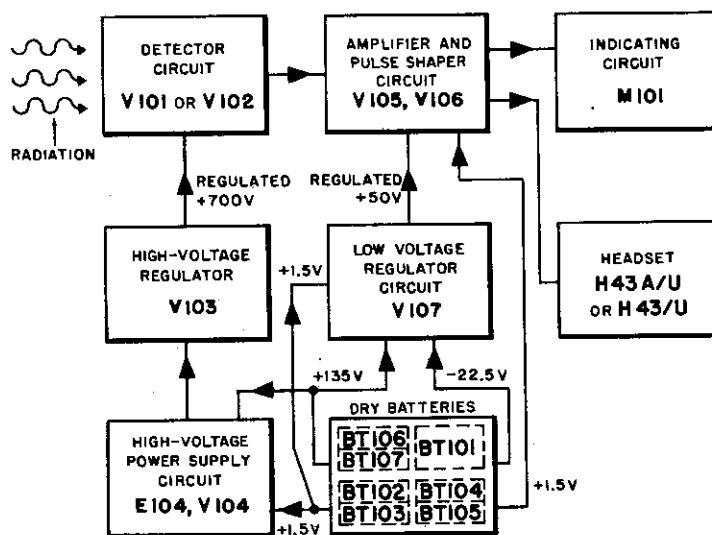 DETECTOR
CIRCUIT
V101 OR V102
AMPLIFIER AND
PULSE SHAPER
CIRCUIT
V105, V106
INDICATING
CIRCUIT
M101
RADIATION
REGULATED
+700V
REGULATED
+50V
HIGH-VOLTAGE
REGULATOR
V103
+1.5V
LOW VOLTAGE
REGULATOR
CIRCUIT
V107
HEADSET
H43A/U
OR H43/U
+135V
-22.5V
DRY BATTERIES
HIGH-VOLTAGE
POWER SUPPLY
CIRCUIT
E104, V104
+1.5V
BT106
BT107
BT101
BT102
BT103
BT104
BT105
+1.5V